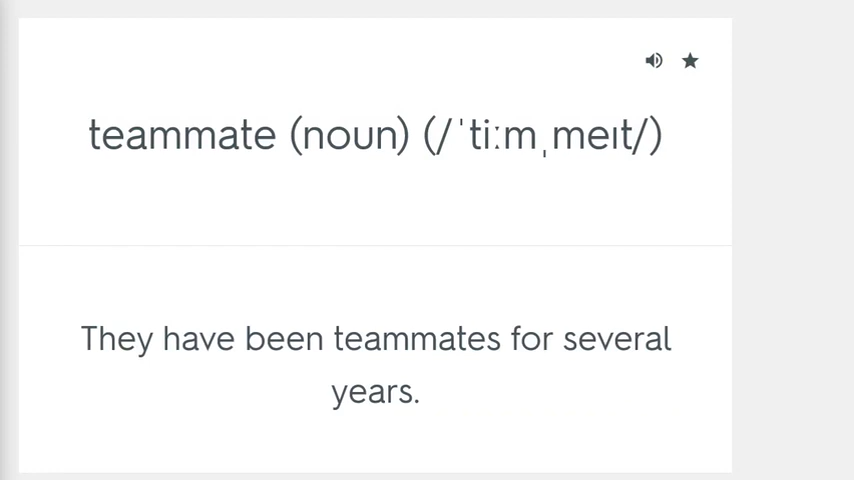 teammate (noun) (/ˈtiːmˌmeɪt/)
They have been teammates for several
years.